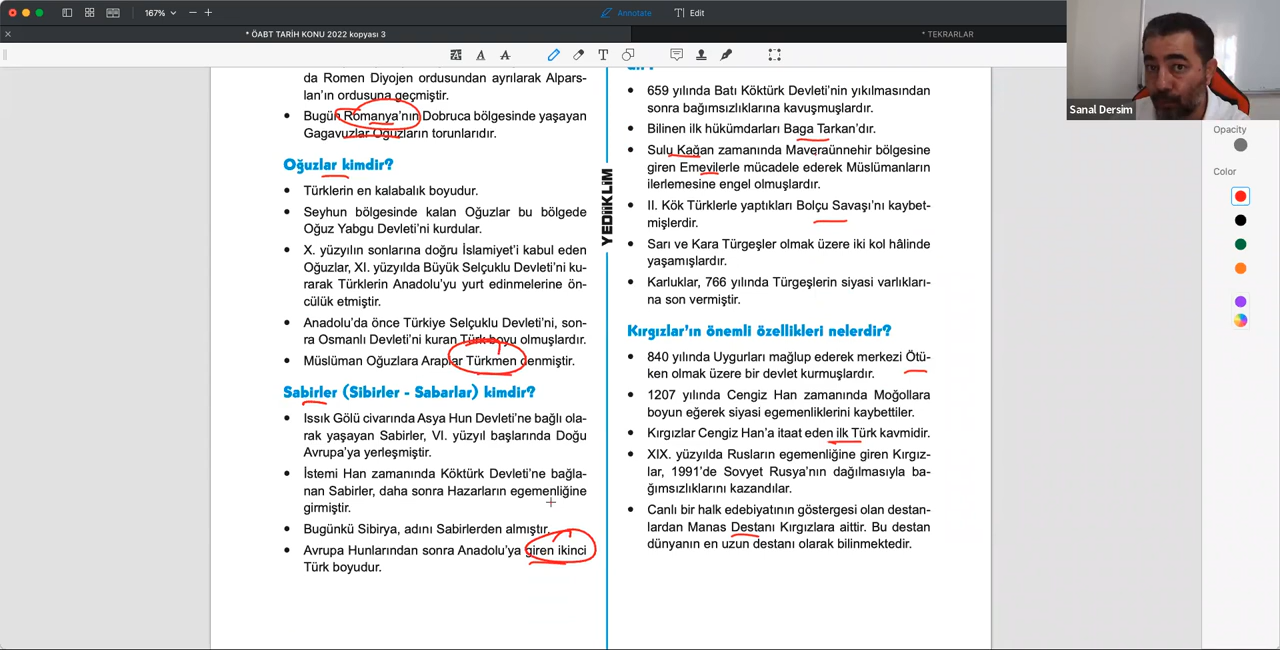 167%
Annotate
Edit
* ÖABT TARİH KONU 2022 kopyası 3
* TEKRARLAR
da Romen Diyojen ordusundan ayrılarak Alpars-
lan'ın ordusuna geçmiştir.
• Bugün Romanya'nın Dobruca bölgesinde yaşayan
Gagavuzlar Oğuzların torunlarıdır.
Oğuzlar kimdir?
• Türklerin en kalabalık boyudur.
• Seyhun bölgesinde kalan Oğuzlar bu bölgede
Oğuz Yabgu Devleti'ni kurdular.
• X. yüzyılın sonlarına doğru İslamiyet'i kabul eden
Oğuzlar, XI. yüzyılda Büyük Selçuklu Devleti'ni ku-
rarak Türklerin Anadolu'yu yurt edinmelerine ön-
cülük etmiştir.
• Anadolu'da önce Türkiye Selçuklu Devleti'ni, son-
ra Osmanlı Devleti'ni kuran Türk boyu olmuşlardır.
• Müslüman Oğuzlara Araplar Türkmen denmiştir.
Sabirler (Sibirler - Sabarlar) kimdir?
• Issık Gölü civarında Asya Hun Devleti'ne bağlı ola-
rak yaşayan Sabirler, VI. yüzyıl başlarında Doğu
Avrupa'ya yerleşmiştir.
• İstemi Han zamanında Köktürk Devleti'ne bağla-
nan Sabirler, daha sonra Hazarların egemenliğine
girmiştir.
• Bugünkü Sibirya, adını Sabirlerden almıştır.
• Avrupa Hunlarından sonra Anadolu'ya giren ikinci
Türk boyudur.
YEDİİKLİM
• 659 yılında Batı Köktürk Devleti'nin yıkılmasından
sonra bağımsızlıklarına kavuşmuşlardır.
• Bilinen ilk hükümdarları Baga Tarkan'dır.
• Sulu Kağan zamanında Maveraünnehir bölgesine
giren Emevilerle mücadele ederek Müslümanların
ilerlemesine engel olmuşlardır.
• II. Kök Türklerle yaptıkları Bolçu Savaşı'nı kaybet-
mişlerdir.
• Sarı ve Kara Türgeşler olmak üzere iki kol hâlinde
yaşamışlardır.
• Karluklar, 766 yılında Türgeşlerin siyasi varlıkları-
na son vermiştir.
Kırgızlar'ın önemli özellikleri nelerdir?
• 840 yılında Uygurları mağlup ederek merkezi Ötü-
ken olmak üzere bir devlet kurmuşlardır.
• 1207 yılında Cengiz Han zamanında Moğollara
boyun eğerek siyasi egemenliklerini kaybettiler.
• Kırgızlar Cengiz Han'a itaat eden ilk Türk kavmidir.
• XIX. yüzyılda Rusların egemenliğine giren Kırgız-
lar, 1991'de Sovyet Rusya'nın dağılmasıyla ba-
ğımsızlıklarını kazandılar.
• Canlı bir halk edebiyatının göstergesi olan destan-
lardan Manas Destanı Kırgızlara aittir. Bu destan
dünyanın en uzun destanı olarak bilinmektedir.
Sanal Dersim
Opacity
Color